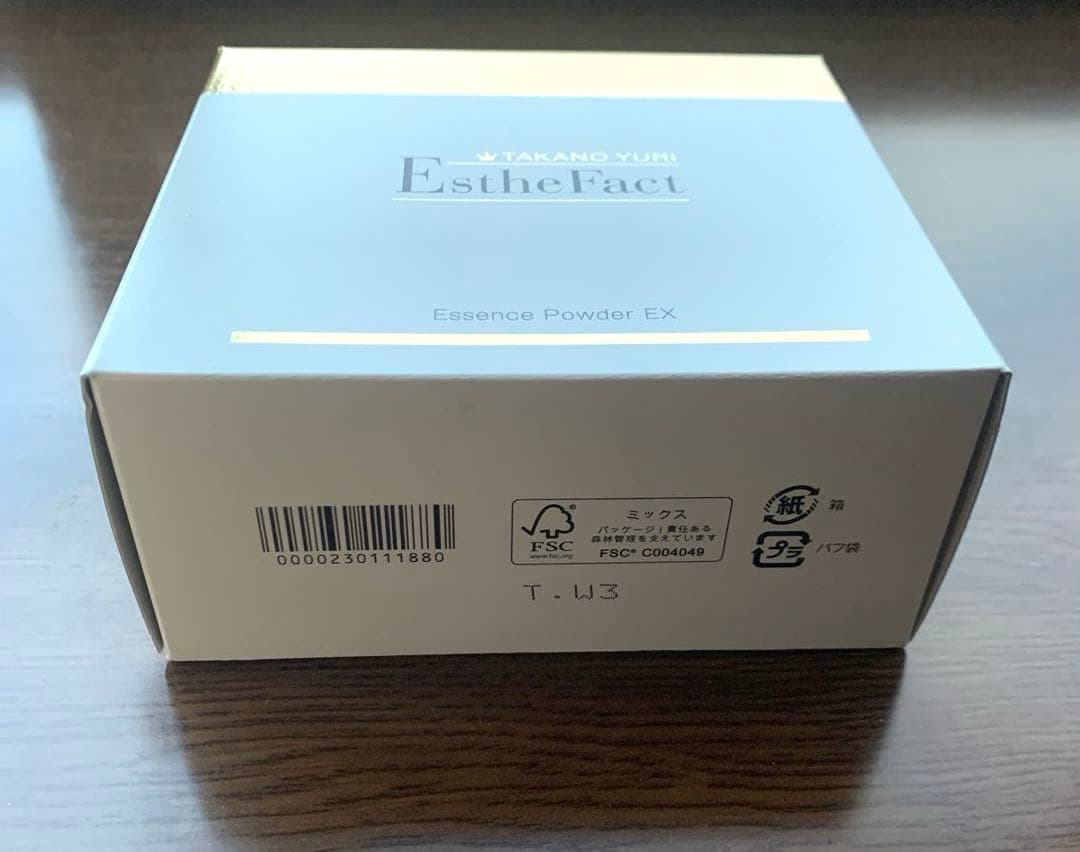 TAKANO YURI
EstheFact
Essence Powder EX
0000230111880
FSC®
www.fsc.org
ミックス
パッケージ｜責任ある
森林管理を支えています
FSC® C004049
紙 箱
プラ パフ袋
T.W3